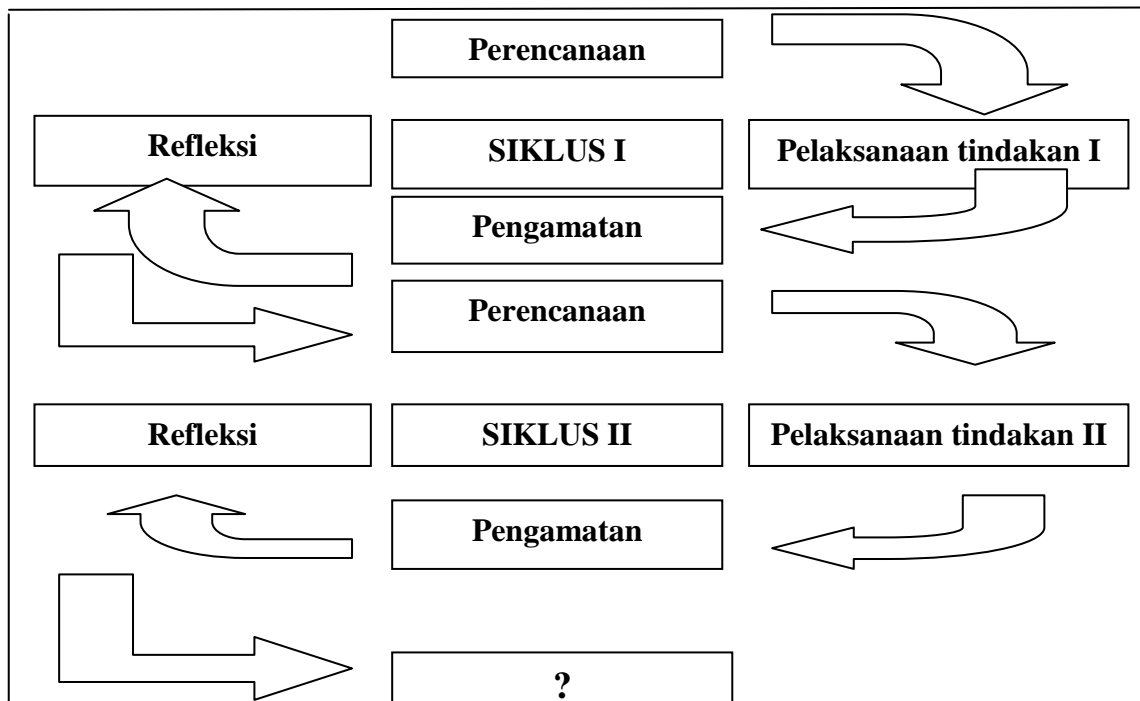 Perencanaan
Refleksi
SIKLUS I
Pelaksanaan tindakan I
Pengamatan
Perencanaan
Refleksi
SIKLUS II
Pelaksanaan tindakan II
Pengamatan
?